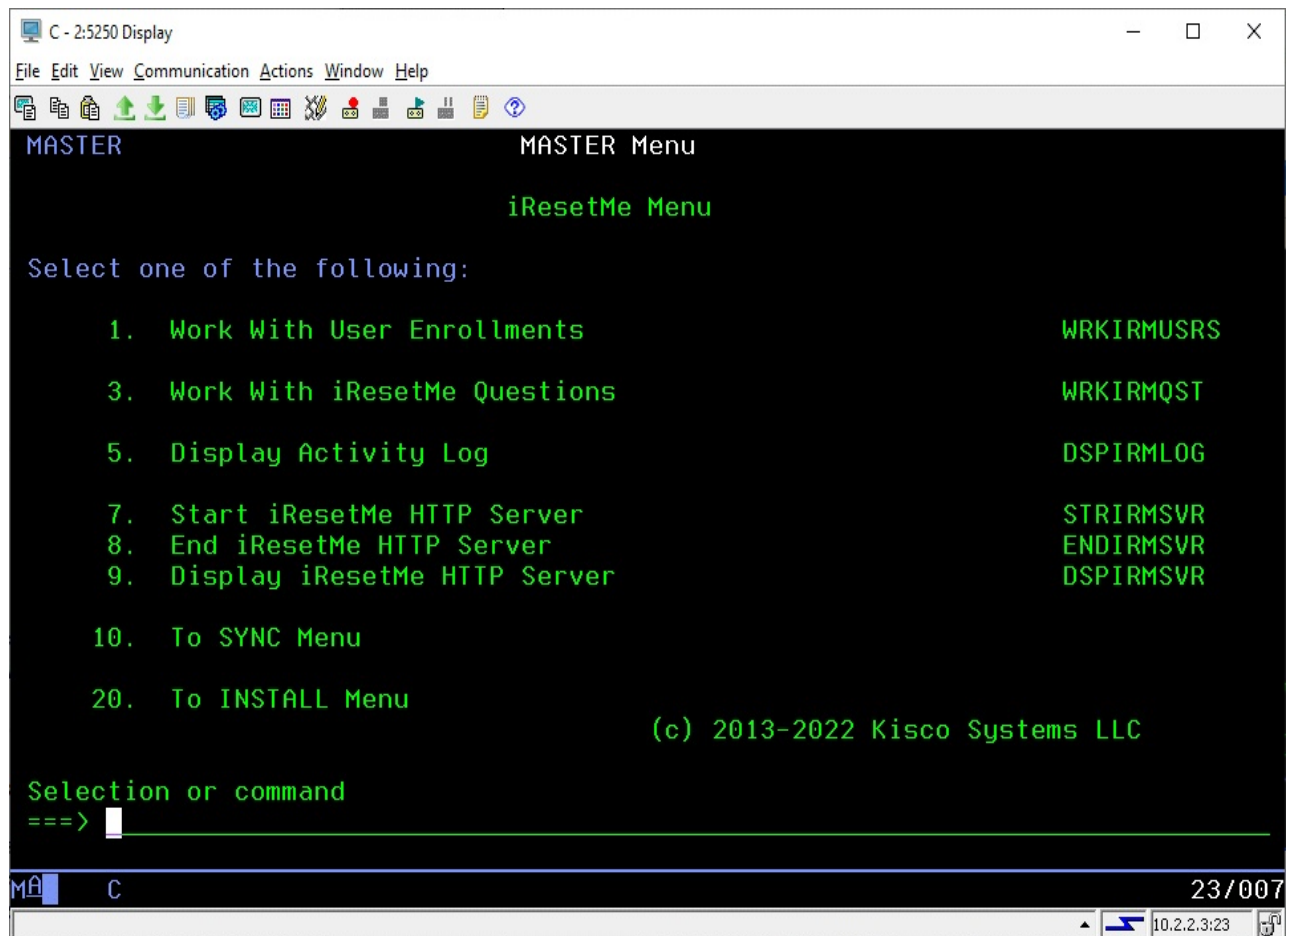 C - 2:5250 Display
File Edit View Communication Actions Window Help
MASTER MASTER Menu
iResetMe Menu
Select one of the following:
1. Work With User Enrollments WRKIRMUSRS
3. Work With iResetMe Questions WRKIRMQST
5. Display Activity Log DSPIRMLOG
7. Start iResetMe HTTP Server STRIRMSVR
8. End iResetMe HTTP Server ENDIRMSVR
9. Display iResetMe HTTP Server DSPIRMSVR
10. To SYNC Menu
20. To INSTALL Menu
(c) 2013-2022 Kisco Systems LLC
Selection or command
===>
MA C 23/007
10.2.2.3:23